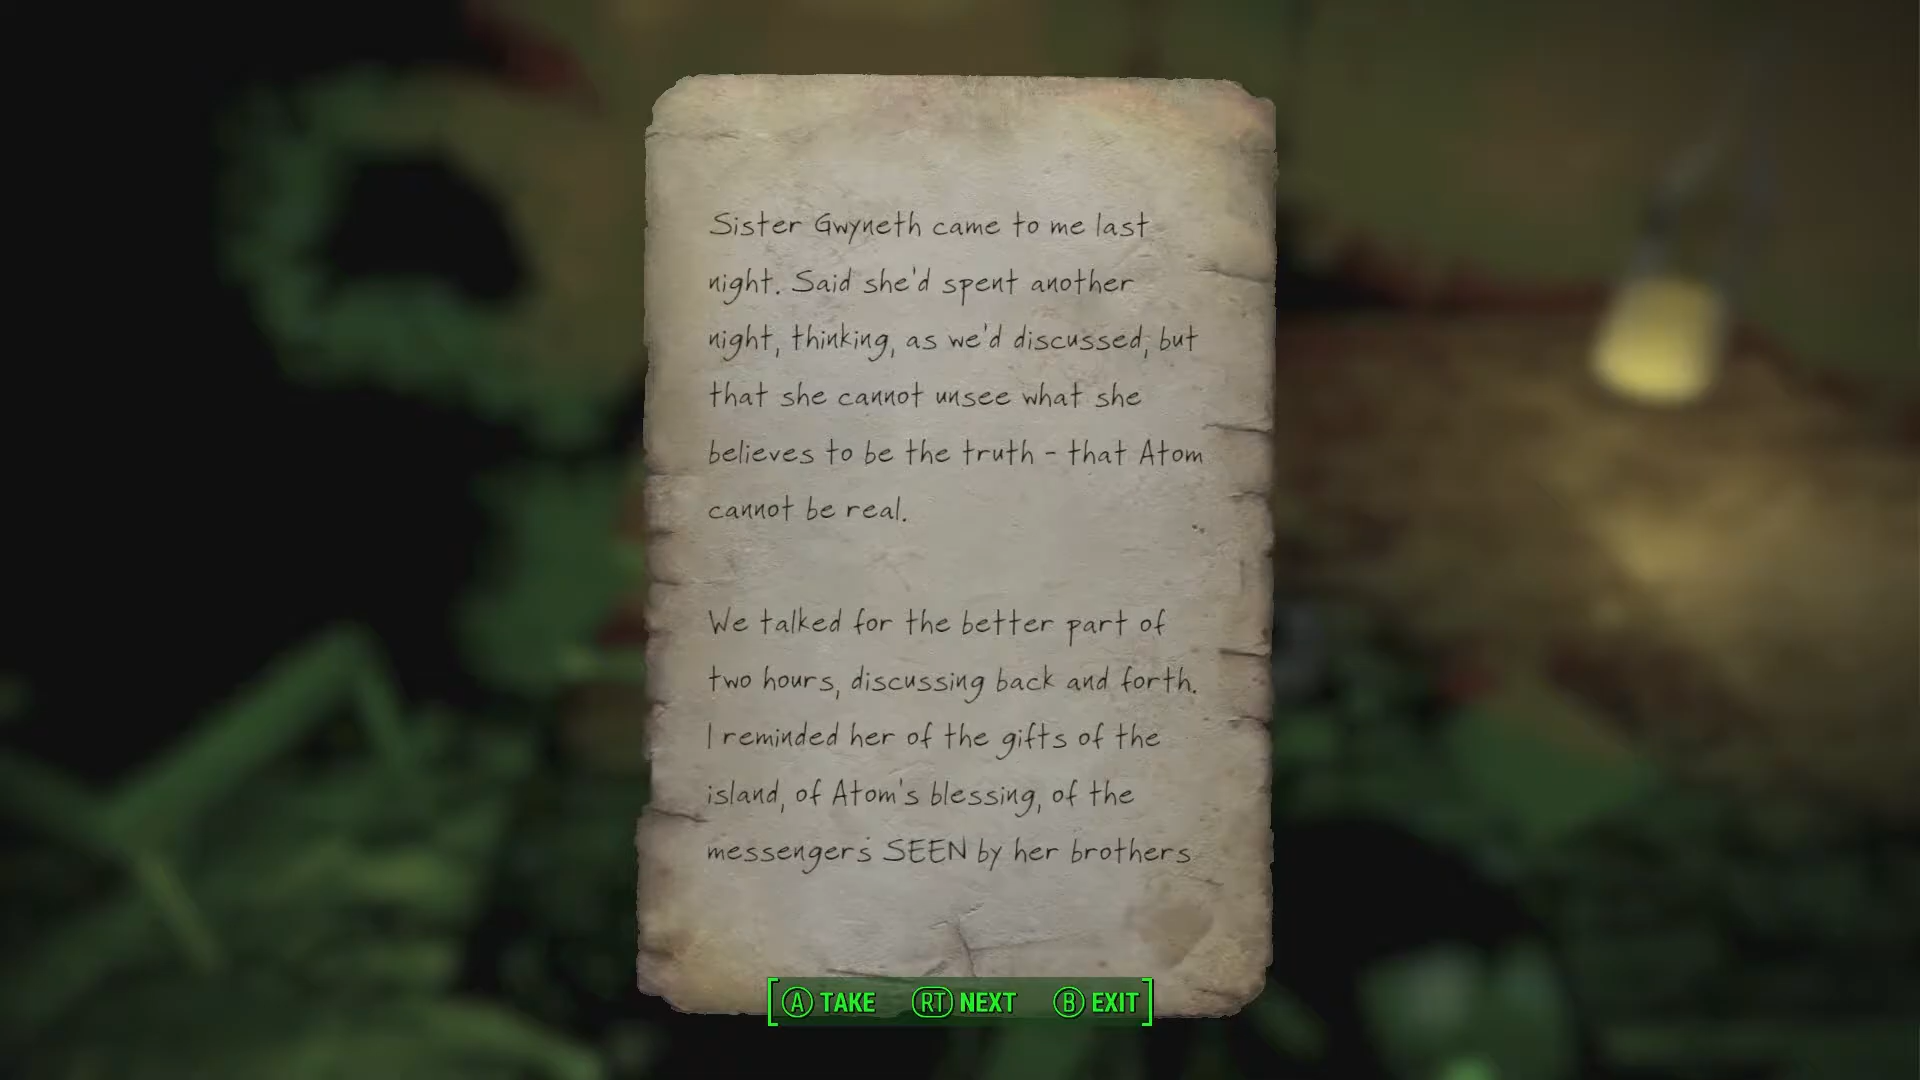 Sister Gwyneth came to me last
night. Said she'd spent another
night, thinking, as we'd discussed, but
that she cannot unsee what she
believes to be the truth - that Atom
cannot be real.
We talked for the better part of
two hours, discussing back and forth.
I reminded her of the gifts of the
island, of Atom's blessing, of the
messengers SEEN by her brothers
A TAKE RT NEXT B EXIT